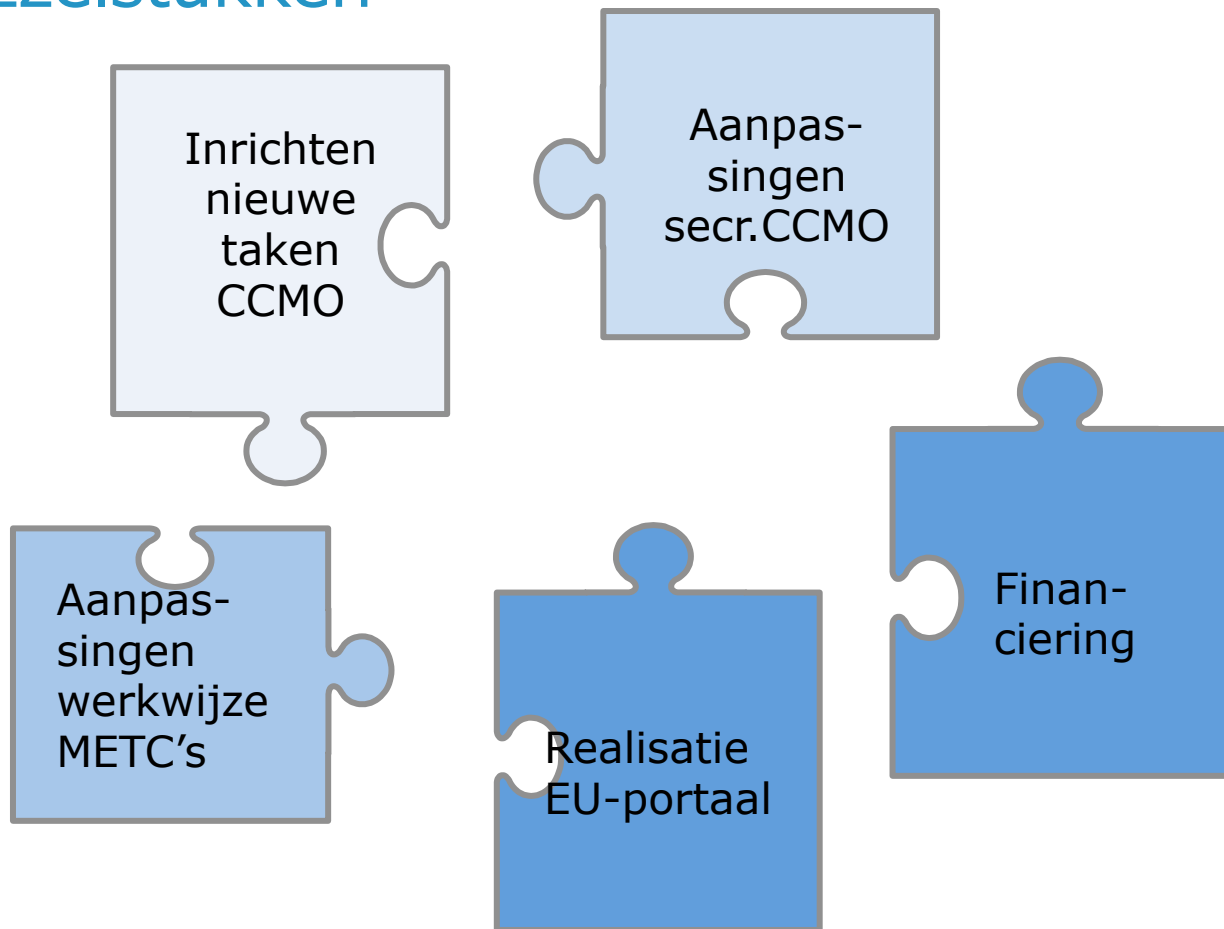 Inrichten
nieuwe
taken
CCMO
Aanpas-
singen
secr.CCMO
Aanpas-
singen
werkwijze
METC's
Realisatie
EU-portaal
Finan-
ciering